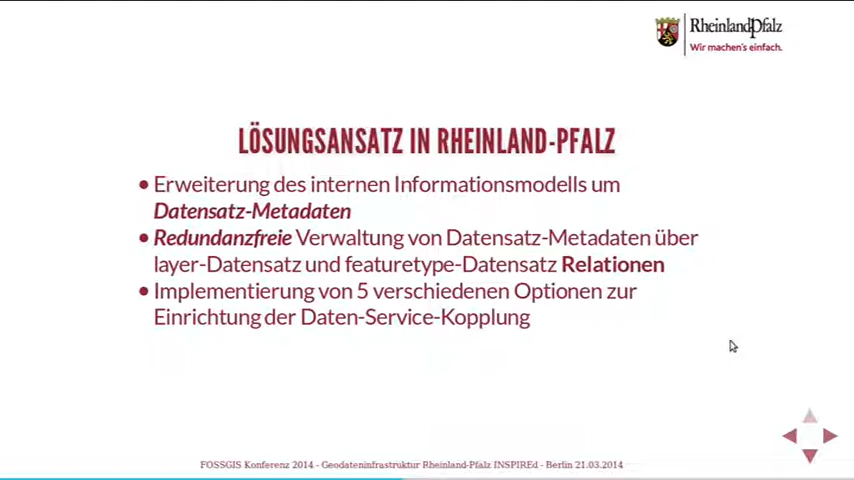 RheinlandPfalz
Wir machen's einfach.
LÖSUNGSANSATZ IN RHEINLAND-PFALZ
• Erweiterung des internen Informationsmodells um
Datensatz-Metadaten
• Redundanzfreie Verwaltung von Datensatz-Metadaten über
layer-Datensatz und featuretype-Datensatz Relationen
• Implementierung von 5 verschiedenen Optionen zur
Einrichtung der Daten-Service-Kopplung
FOSSGIS Konferenz 2014 - Geodateninfrastruktur Rheinland-Pfalz INSPIREd - Berlin 21.03.2014